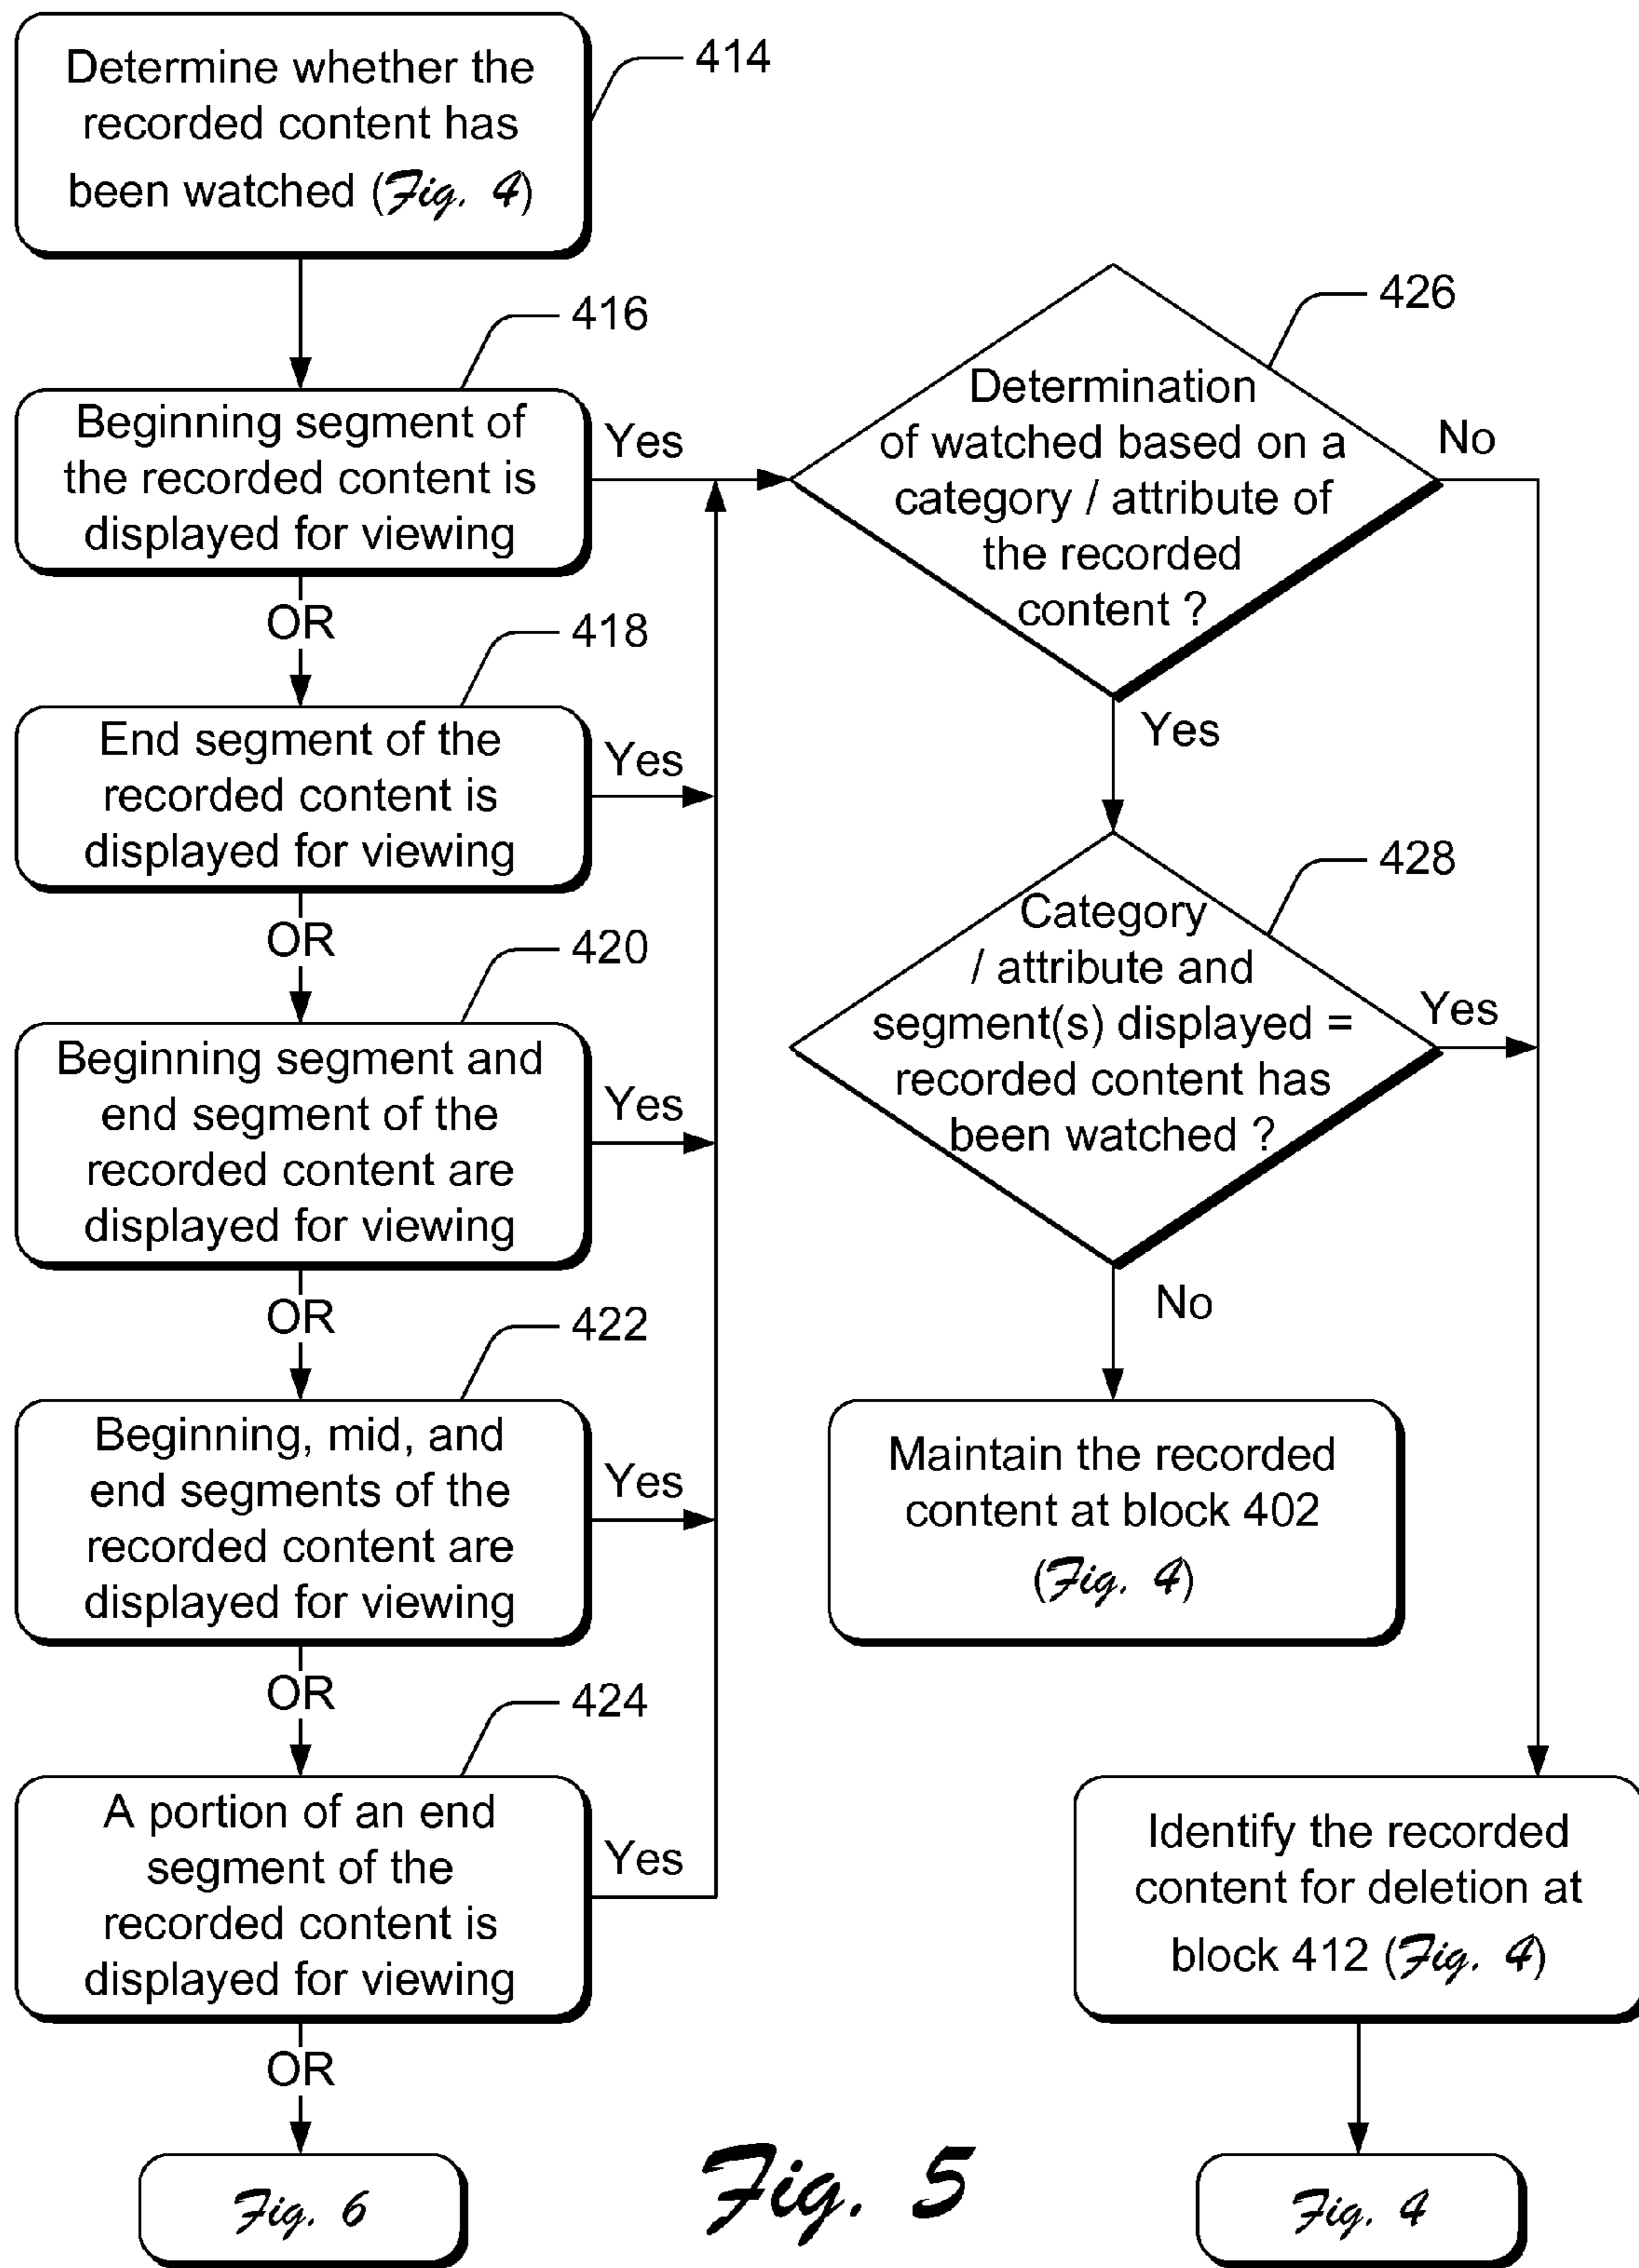 Determine whether the
recorded content has
been watched (Fig. 4)
414
416
Beginning segment of
the recorded content is
displayed for viewing
Yes
OR
418
End segment of the
recorded content is
displayed for viewing
Yes
OR
420
Beginning segment and
end segment of the
recorded content are
displayed for viewing
Yes
OR
422
Beginning, mid, and
end segments of the
recorded content are
displayed for viewing
Yes
OR
424
A portion of an end
segment of the
recorded content is
displayed for viewing
Yes
OR
Fig. 6
426
Determination
of watched based on a
category / attribute of
the recorded
content ?
No
Yes
428
Category
/ attribute and
segment(s) displayed =
recorded content has
been watched ?
Yes
No
Maintain the recorded
content at block 402
(Fig. 4)
Identify the recorded
content for deletion at
block 412 (Fig. 4)
Fig. 4
Fig. 5